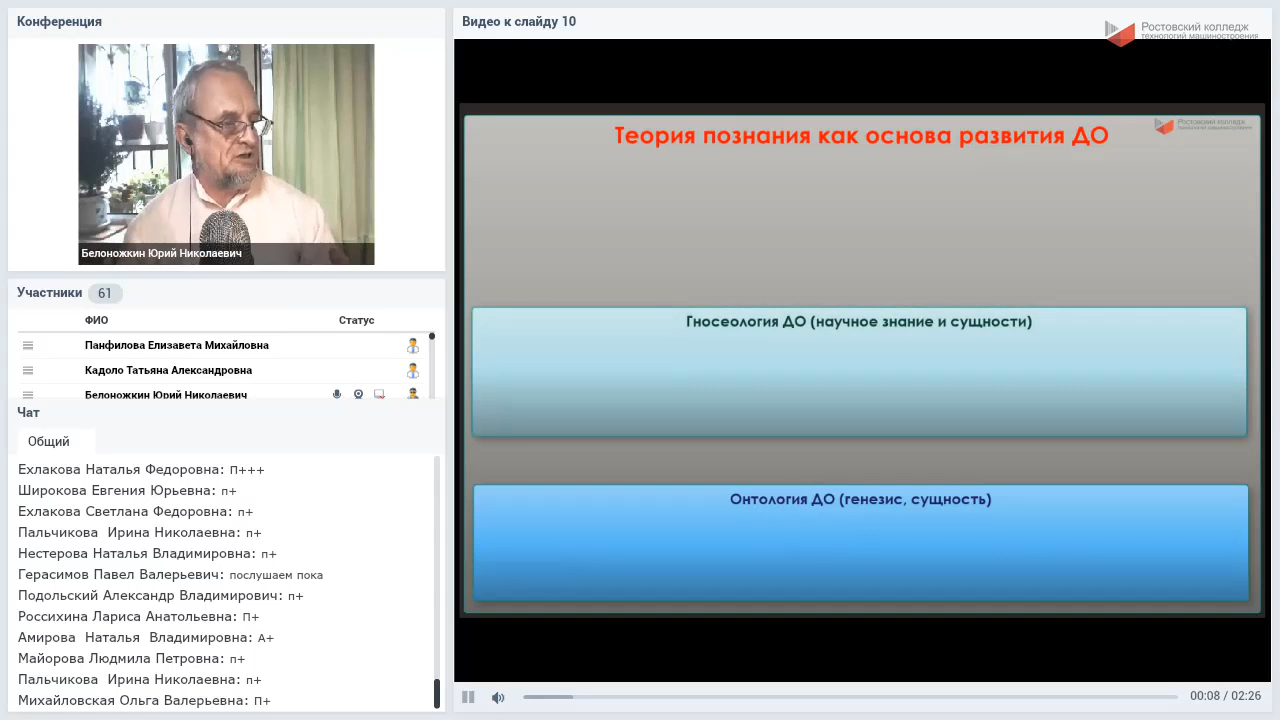 Конференция
Белоножкин Юрий Николаевич
Участники 61
ФИО Статус
Панфилова Елизавета Михайловна
Кадоло Татьяна Александровна
Белоножкин Юрий Николаевич
Чат
Общий
Ехлакова Наталья Федоровна: П+++
Широкова Евгения Юрьевна: п+
Ехлакова Светлана Федоровна: п+
Пальчикова Ирина Николаевна: п+
Нестерова Наталья Владимировна: п+
Герасимов Павел Валерьевич: послушаем пока
Подольский Александр Владимирович: п+
Россихина Лариса Анатольевна: П+
Амирова Наталья Владимировна: А+
Майорова Людмила Петровна: п+
Пальчикова Ирина Николаевна: п+
Михайловская Ольга Валерьевна: П+
Видео к слайду 10
Ростовский колледж
технологий машиностроения
Теория познания как основа развития ДО
Ростовский колледж
технологий машиностроения
Гносеология ДО (научное знание и сущности)
Онтология ДО (генезис, сущность)
00:08 / 02:26